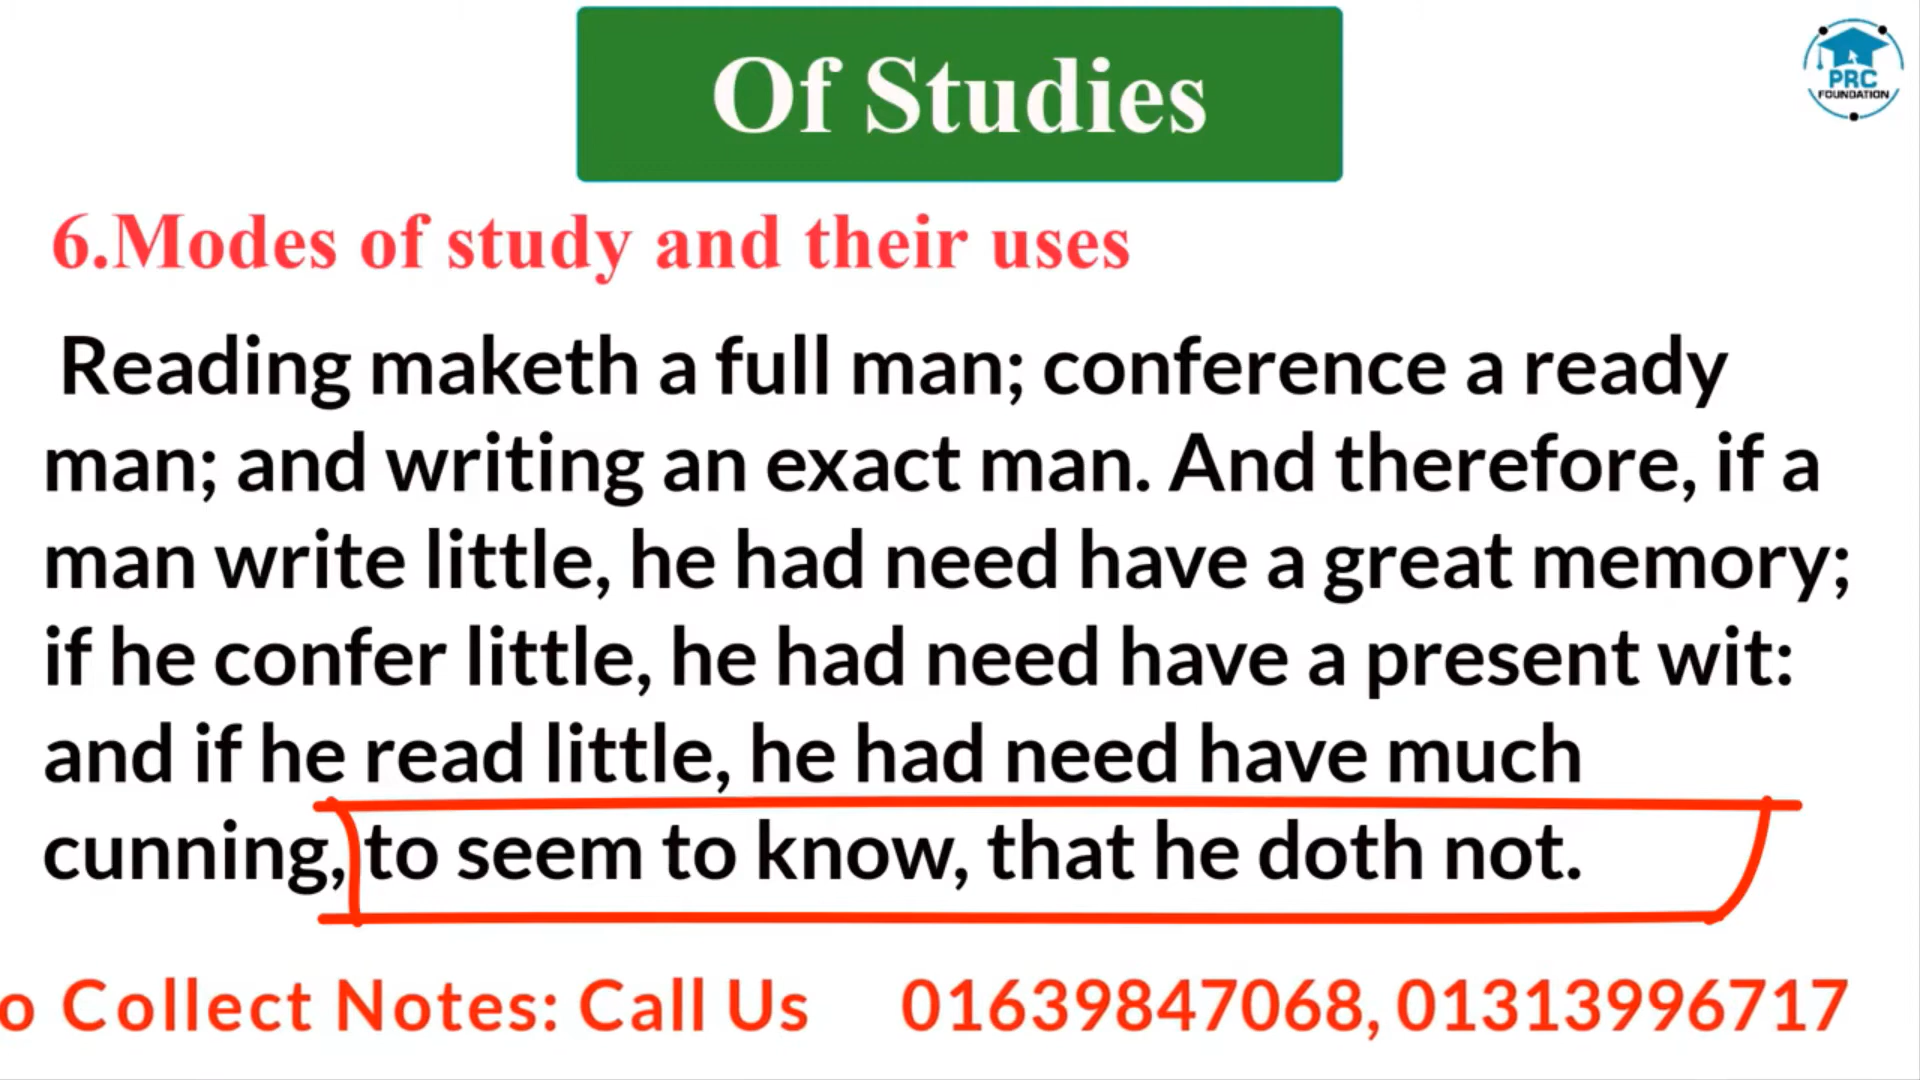 Of Studies
PRC
FOUNDATION
6.Modes of study and their uses
Reading maketh a full man; conference a ready
man; and writing an exact man. And therefore, if a
man write little, he had need have a great memory;
if he confer little, he had need have a present wit:
and if he read little, he had need have much
cunning, to seem to know, that he doth not.
o Collect Notes: Call Us 01639847068, 01313996717